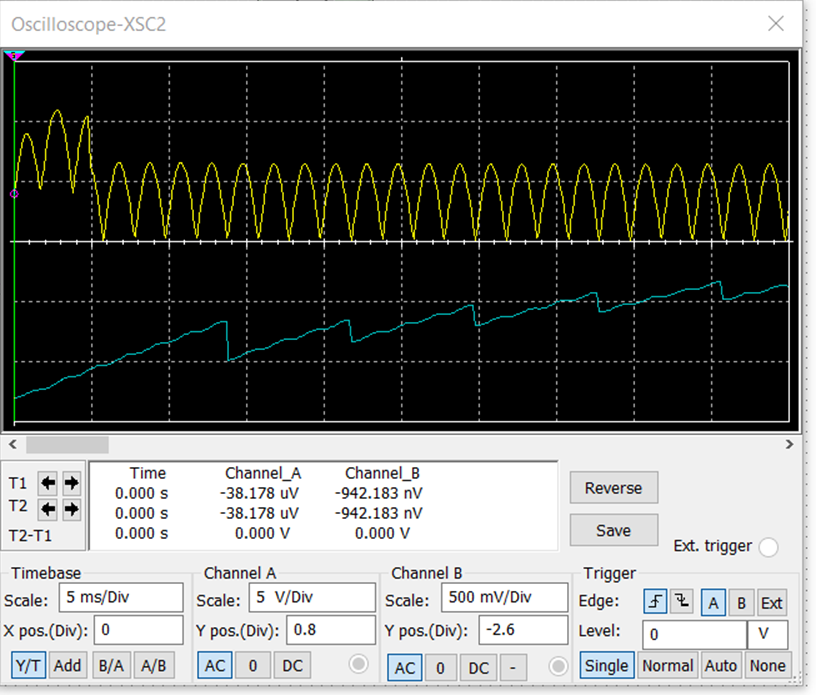 Oscilloscope-XSC2
Time Channel_A Channel_B
T1 0.000 s -38.178 uV -942.183 nV
T2 0.000 s -38.178 uV -942.183 nV
T2-T1 0.000 s 0.000 V 0.000 V
Reverse
Save
Ext. trigger
Timebase Channel A Channel B Trigger
Scale: 5 ms/Div Scale: 5 V/Div Scale: 500 mV/Div Edge: A B Ext
X pos.(Div): 0 Y pos.(Div): 0.8 Y pos.(Div): -2.6 Level: 0 V
Y/T Add B/A A/B AC 0 DC AC 0 DC - Single Normal Auto None